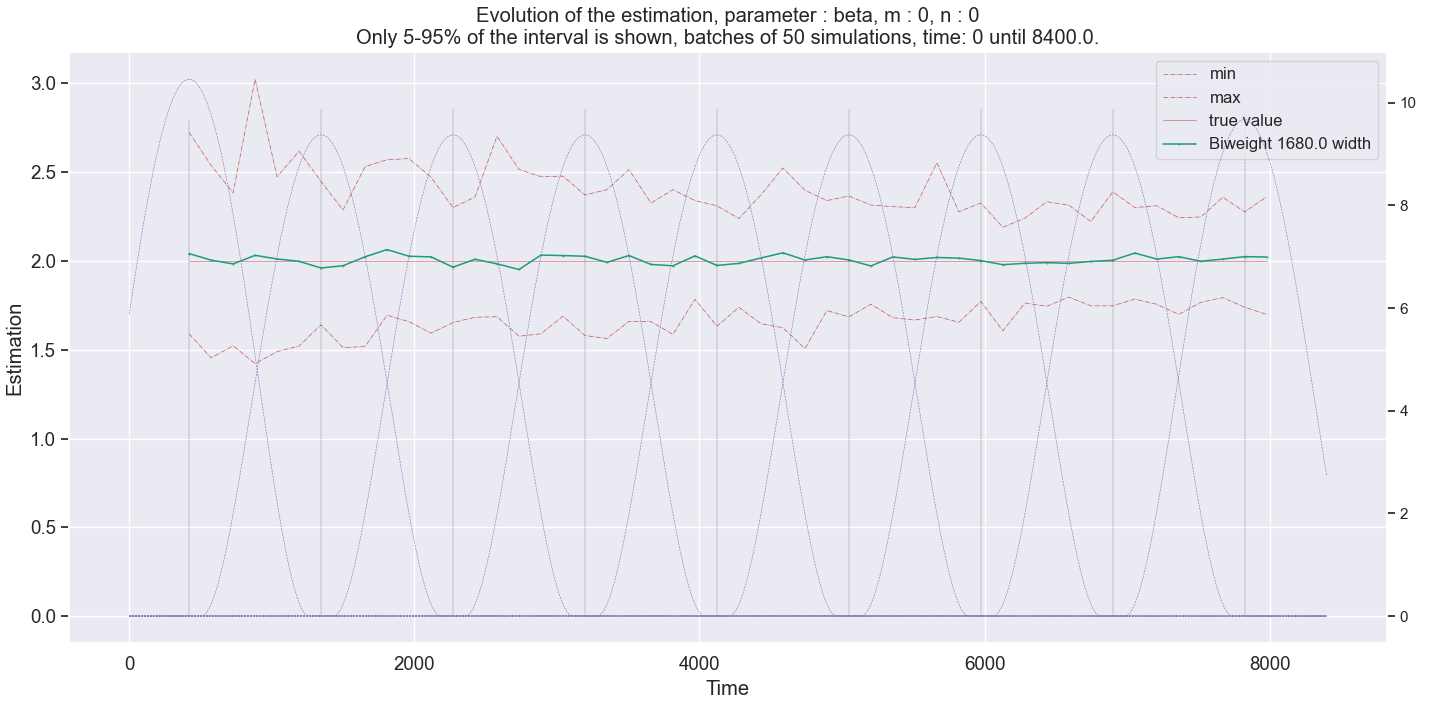 Evolution of the estimation, parameter : beta, m : 0, n : 0
Only 5-95% of the interval is shown, batches of 50 simulations, time: 0 until 8400.0.
min
max
true value
Biweight 1680.0 width
Estimation
3.0
2.5
2.0
1.5
1.0
0.5
0.0
10
8
6
4
2
0
0 2000 4000 6000 8000
Time